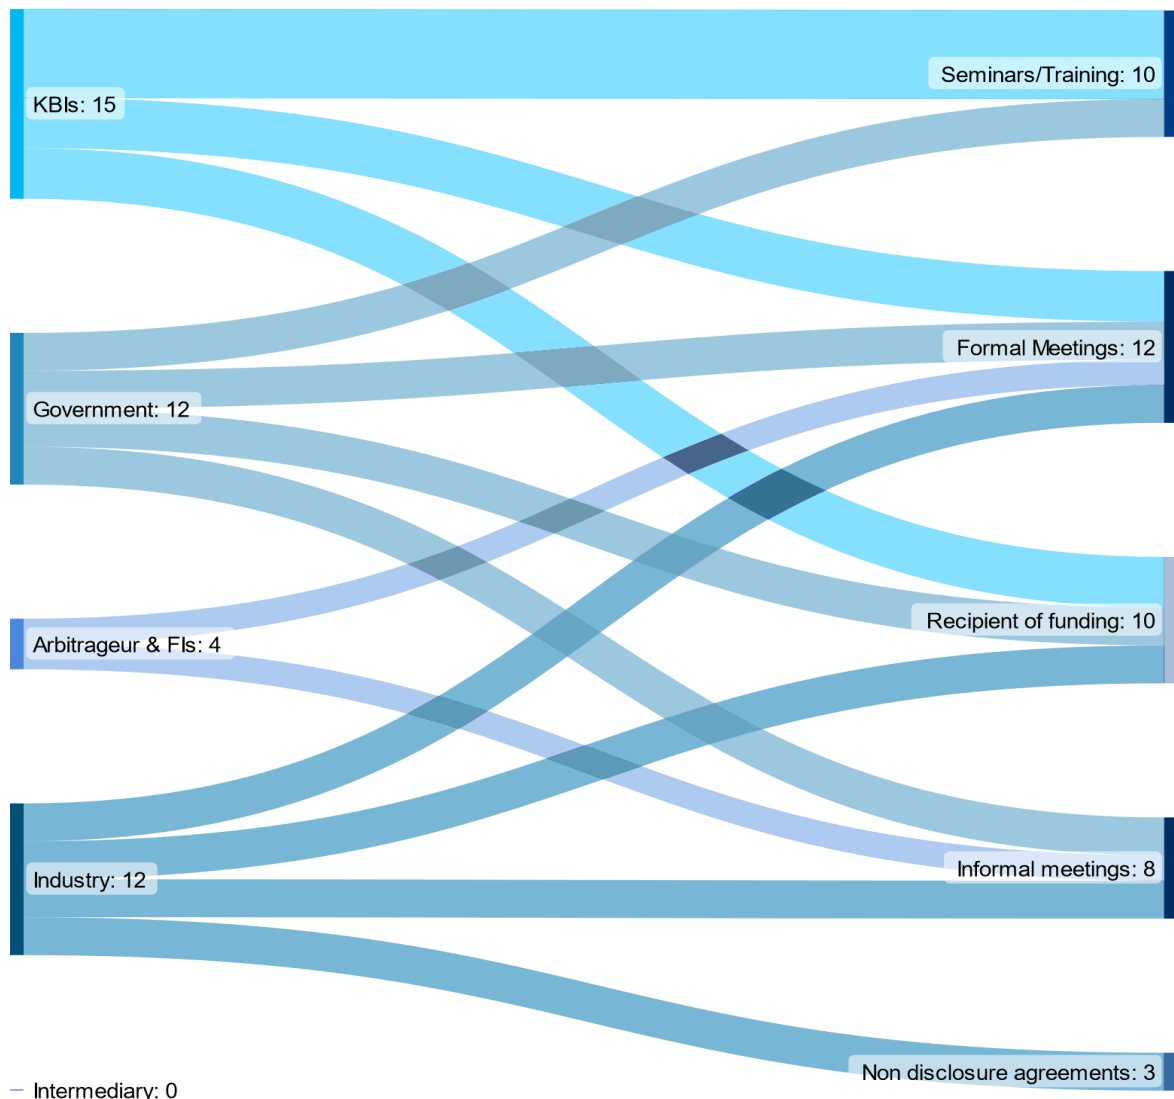 Seminars/Training: 10
KBIs: 15
Formal Meetings: 12
Government: 12
Recipient of funding: 10
Arbitrageur & FIs: 4
Informal meetings: 8
Industry: 12
Non disclosure agreements: 3
Intermediary: 0